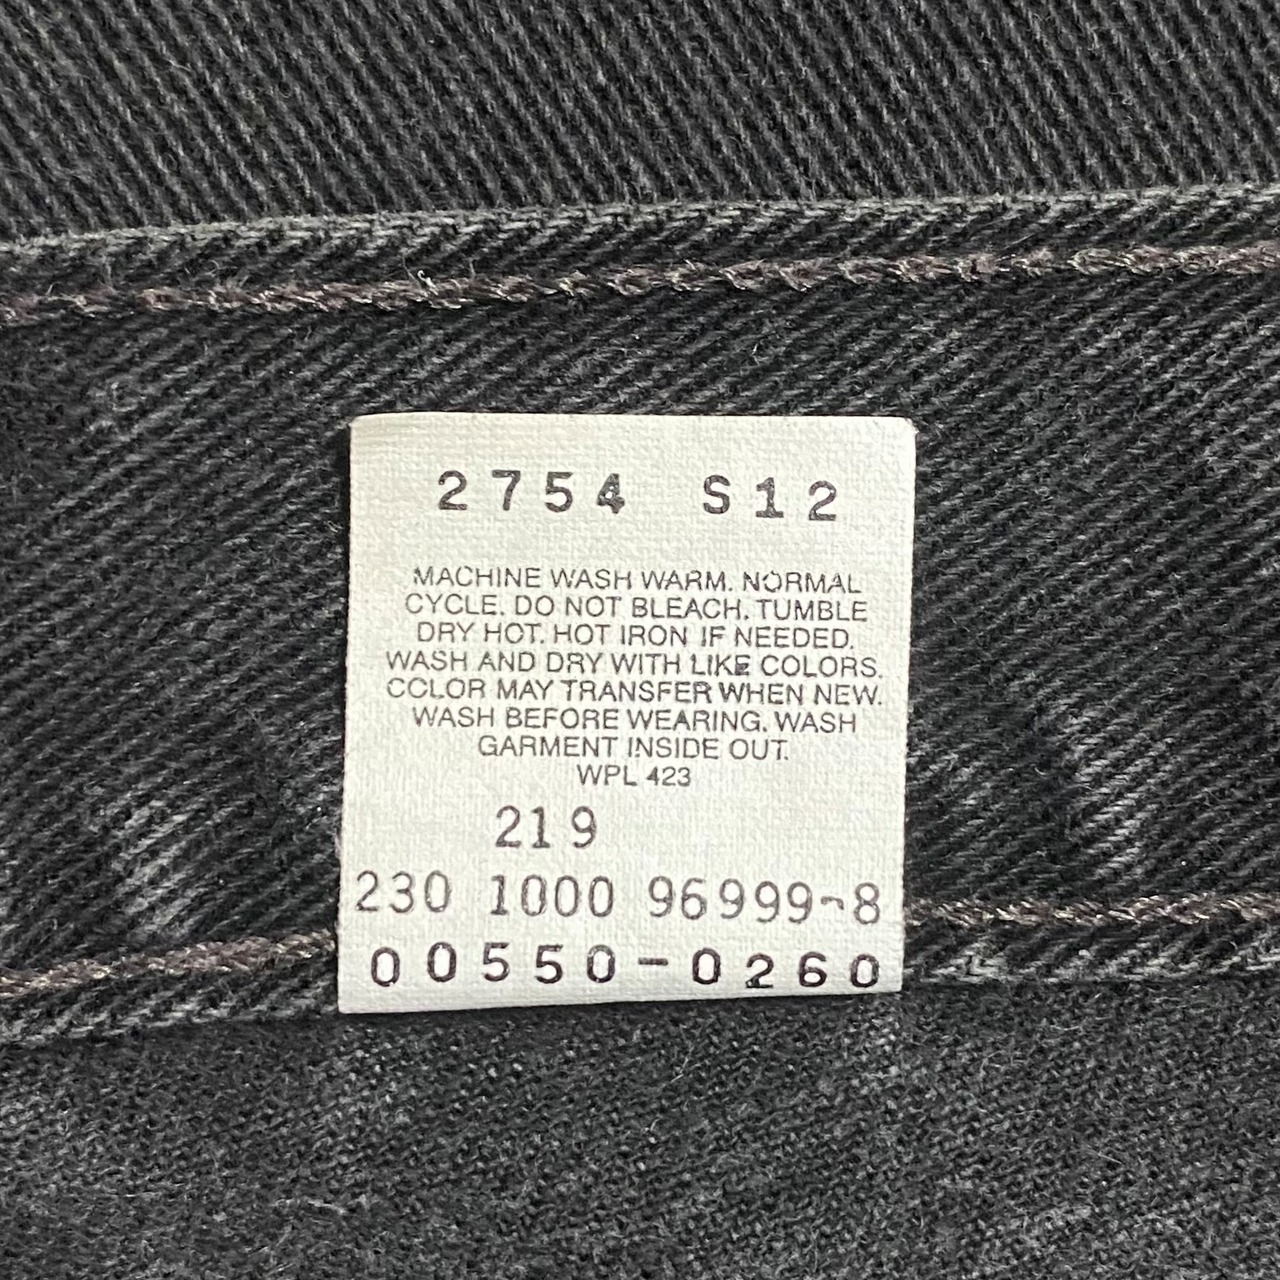 2754 S12
MACHINE WASH WARM. NORMAL
CYCLE. DO NOT BLEACH. TUMBLE
DRY HOT. HOT IRON IF NEEDED.
WASH AND DRY WITH LIKE COLORS.
COLOR MAY TRANSFER WHEN NEW.
WASH BEFORE WEARING. WASH
GARMENT INSIDE OUT.
WPL 423
219
230 1000 96999-8
00550-0260